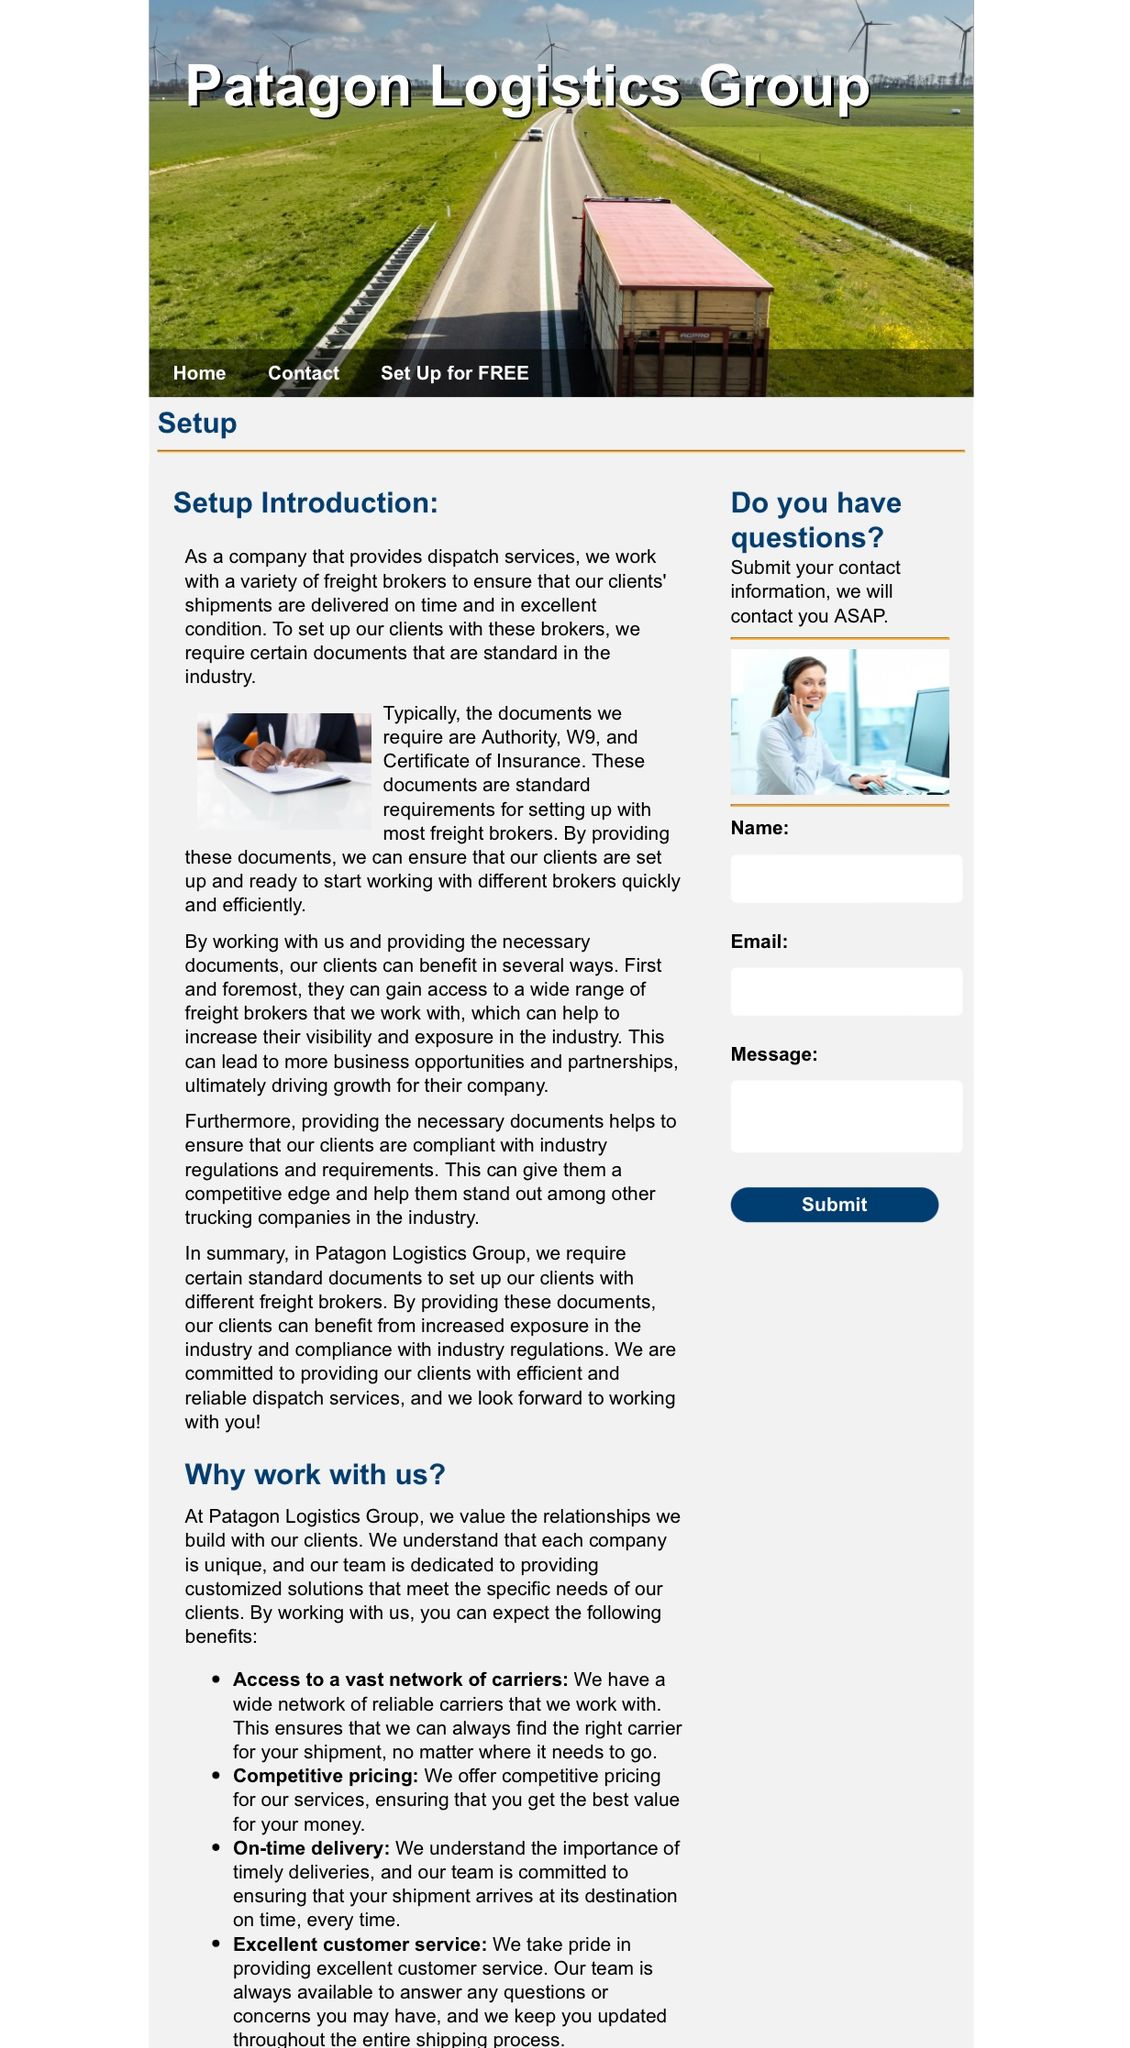 Patagon Logistics Group
AGPRO
Home Contact Set Up for FREE
Setup
Setup Introduction:
As a company that provides dispatch services, we work
with a variety of freight brokers to ensure that our clients'
shipments are delivered on time and in excellent
condition. To set up our clients with these brokers, we
require certain documents that are standard in the
industry.
Typically, the documents we
require are Authority, W9, and
Certificate of Insurance. These
documents are standard
requirements for setting up with
most freight brokers. By providing
these documents, we can ensure that our clients are set
up and ready to start working with different brokers quickly
and efficiently.
By working with us and providing the necessary
documents, our clients can benefit in several ways. First
and foremost, they can gain access to a wide range of
freight brokers that we work with, which can help to
increase their visibility and exposure in the industry. This
can lead to more business opportunities and partnerships,
ultimately driving growth for their company.
Furthermore, providing the necessary documents helps to
ensure that our clients are compliant with industry
regulations and requirements. This can give them a
competitive edge and help them stand out among other
trucking companies in the industry.
In summary, in Patagon Logistics Group, we require
certain standard documents to set up our clients with
different freight brokers. By providing these documents,
our clients can benefit from increased exposure in the
industry and compliance with industry regulations. We are
committed to providing our clients with efficient and
reliable dispatch services, and we look forward to working
with you!
Why work with us?
At Patagon Logistics Group, we value the relationships we
build with our clients. We understand that each company
is unique, and our team is dedicated to providing
customized solutions that meet the specific needs of our
clients. By working with us, you can expect the following
benefits:
• Access to a vast network of carriers: We have a
wide network of reliable carriers that we work with.
This ensures that we can always find the right carrier
for your shipment, no matter where it needs to go.
• Competitive pricing: We offer competitive pricing
for our services, ensuring that you get the best value
for your money.
• On-time delivery: We understand the importance of
timely deliveries, and our team is committed to
ensuring that your shipment arrives at its destination
on time, every time.
• Excellent customer service: We take pride in
providing excellent customer service. Our team is
always available to answer any questions or
concerns you may have, and we keep you updated
throughout the entire shipping process.
Do you have
questions?
Submit your contact
information, we will
contact you ASAP.
Name:
Email:
Message:
Submit